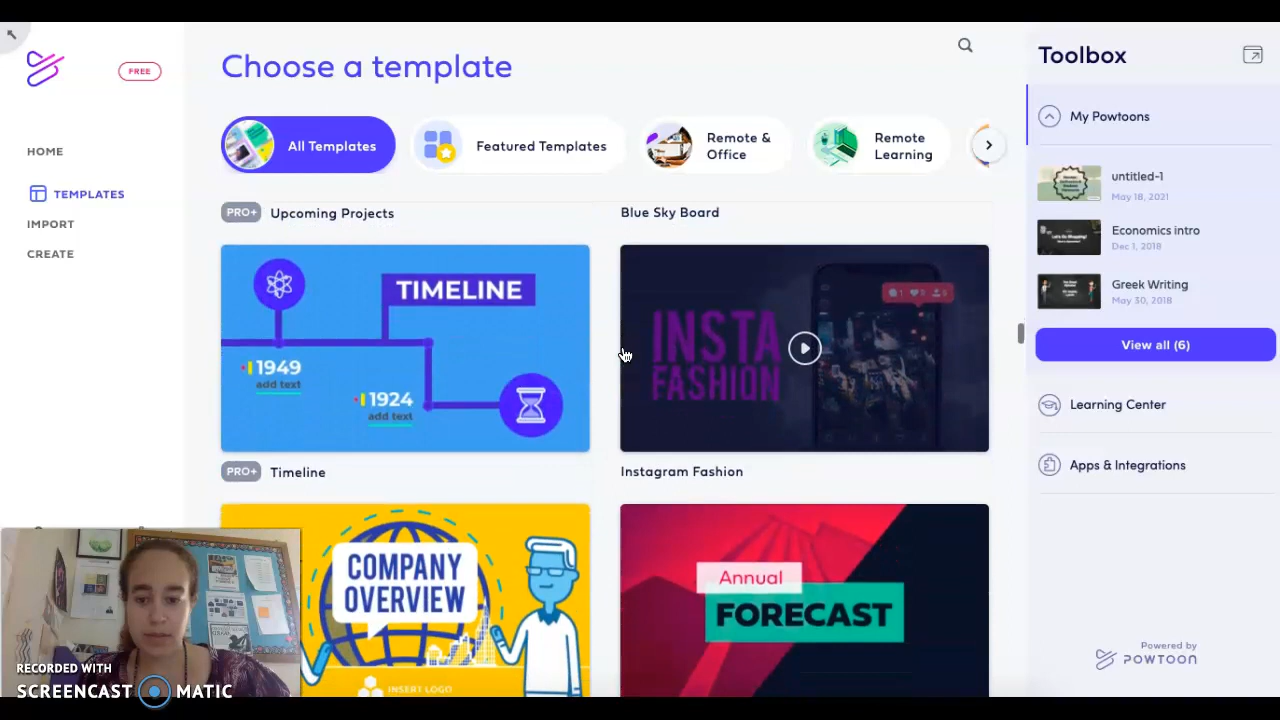 Choose a template
Toolbox
FREE
All Templates
Featured Templates
Remote &
Office
Remote
Learning
My Powtoons
HOME
TEMPLATES
IMPORT
CREATE
untitled-1
May 18, 2021
Economics intro
Dec 1, 2018
Greek Writing
May 30, 2018
View all (6)
Learning Center
Apps & Integrations
Powered by
POWTOON
PRO+ Upcoming Projects
Blue Sky Board
TIMELINE
1949
add text
1924
add text
INSTA
FASHION
PRO+ Timeline
Instagram Fashion
COMPANY
OVERVIEW
INSERT LOGO
Annual
FORECAST
RECORDED WITH
SCREENCAST MATIC